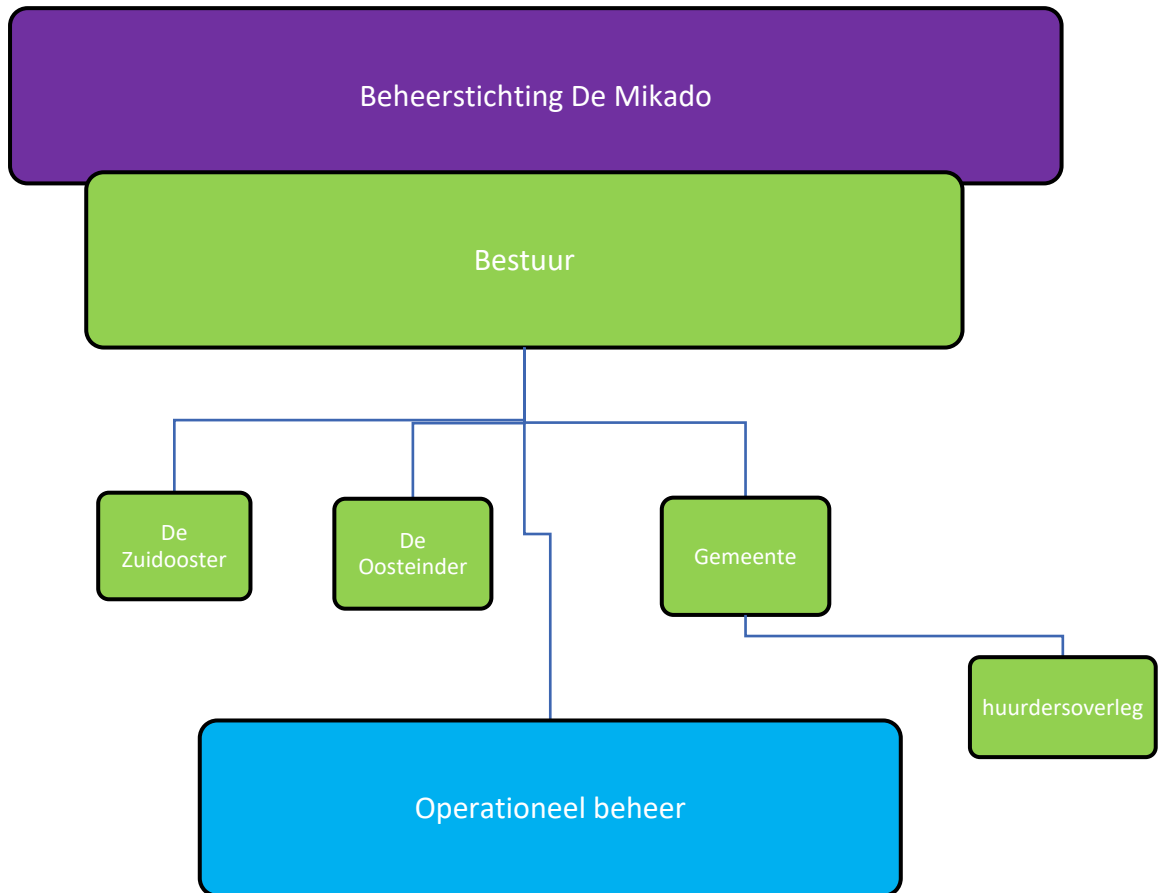 Beheerstichting De Mikado
Bestuur
De
Zuidooster
De
Oosteinder
Gemeente
huurdersoverleg
Operationeel beheer